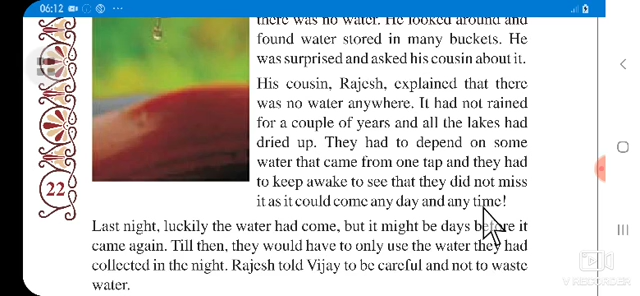 06:12
there was no water. He looked around and
found water stored in many buckets. He
was surprised and asked his cousin about it.
His cousin, Rajesh, explained that there
was no water anywhere. It had not rained
for a couple of years and all the lakes had
dried up. They had to depend on some
water that came from one tap and they had
to keep awake to see that they did not miss
it as it could come any day and any time!
22
Last night, luckily the water had come, but it might be days before it
came again. Till then, they would have to only use the water they had
collected in the night. Rajesh told Vijay to be careful and not to waste
water.
V RECORDER